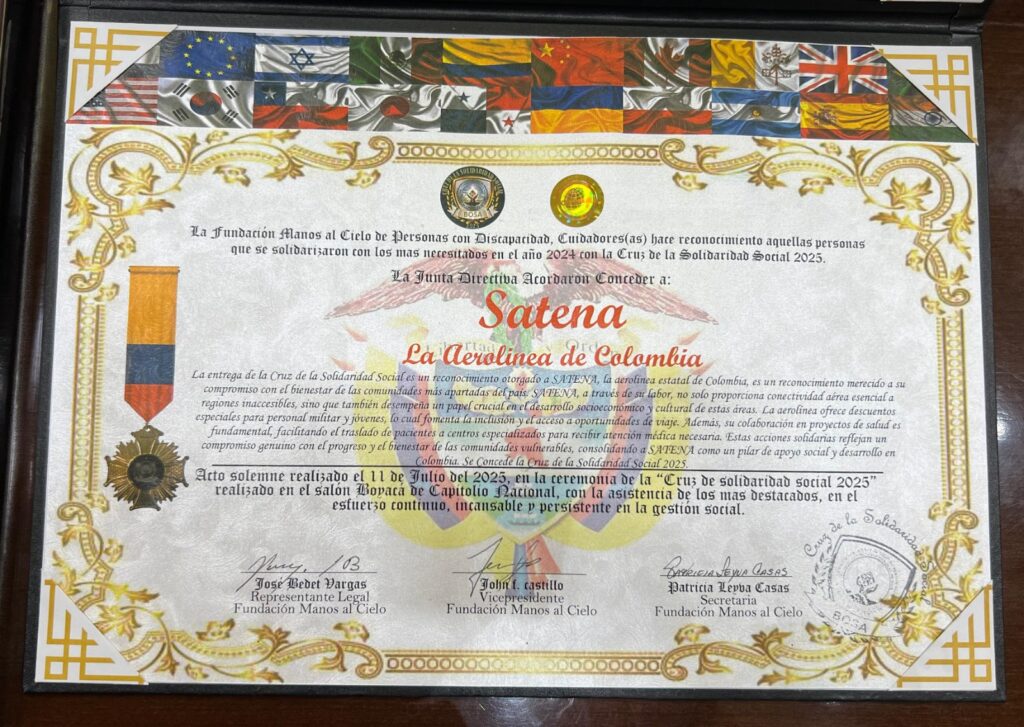 BOSA
La Fundación Manos al Cielo de Personas con Discapacidad, Cuidadores(as) hace reconocimiento aquellas personas
que se solidarizaron con los mas necesitados en el año 2024 con la Cruz de la Solidaridad Social 2025.
La Junta Directiva Acordaron Conceder a:
Satena
La Aerolinea de Colombia
La entrega de la Cruz de la Solidaridad Social es un reconocimiento otorgado a SATENA, la aerolínea estatal de Colombia, es un reconocimiento merecido a su
compromiso con el bienestar de las comunidades más apartadas del país. SATENA, a través de su labor, no solo proporciona conectividad aérea esencial a
regiones inaccesibles, sino que también desempeña un papel crucial en el desarrollo socioeconómico y cultural de estas áreas. La aerolínea ofrece descuentos
especiales para personal militar y jóvenes, lo cual fomenta la inclusión y el acceso a oportunidades de viaje. Además, su colaboración en proyectos de salud es
fundamental, facilitando el traslado de pacientes a centros especializados para recibir atención médica necesaria. Estas acciones solidarias reflejan un
compromiso genuino con el progreso y el bienestar de las comunidades vulnerables, consolidando a SATENA como un pilar de apoyo social y desarrollo en
Colombia. Se Concede la Cruz de la Solidaridad Social 2025.
Acto solemne realizado el 11 de Julio del 2025, en la ceremonia de la “Cruz de solidaridad social 2025”
realizado en el salón Boyacá de Capitolio Nacional, con la asistencia de los mas destacados, en el
esfuerzo continuo, incansable y persistente en la gestión social.
José Bedet Vargas
Representante Legal
Fundación Manos al Cielo
John f. castillo
Vicepresidente
Fundación Manos al Cielo
Patricia Leyva Casas
Patricia Leyva Casas
Secretaria
Fundación Manos al Cielo
Cruz de la Solidaridad
BOSA